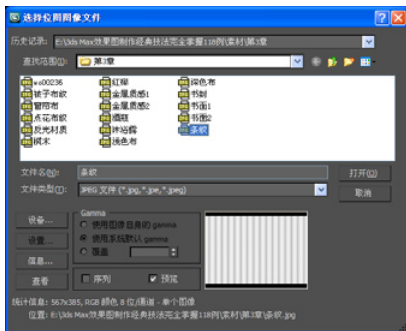 选择位图图像文件
历史记录: E:\3ds Max效果图制作经典技法完全掌握118例\素材\第3章
查找范围(I): 第3章
ws00236 红樨 深色布
被子布纹 金属质感1 书刻
窗帘布 金属质感2 书面1
点花布纹 酒瓶 书面2
反光材质 沐浴露 条纹
枫木 浅色布
文件名(N): 条纹 打开(O)
文件类型(T): JPEG 文件 (*.jpg,*.jpe,*.jpeg) 取消
Gamma
设备... 使用图像自身的 gamma
设置... 使用系统默认 gamma
信息... 覆盖
查看 序列 预览
统计信息: 567x385, RGB 颜色 8 位/通道 - 单个图像
位置: E:\3ds Max效果图制作经典技法完全掌握118例\素材\第3章\条纹.jpg